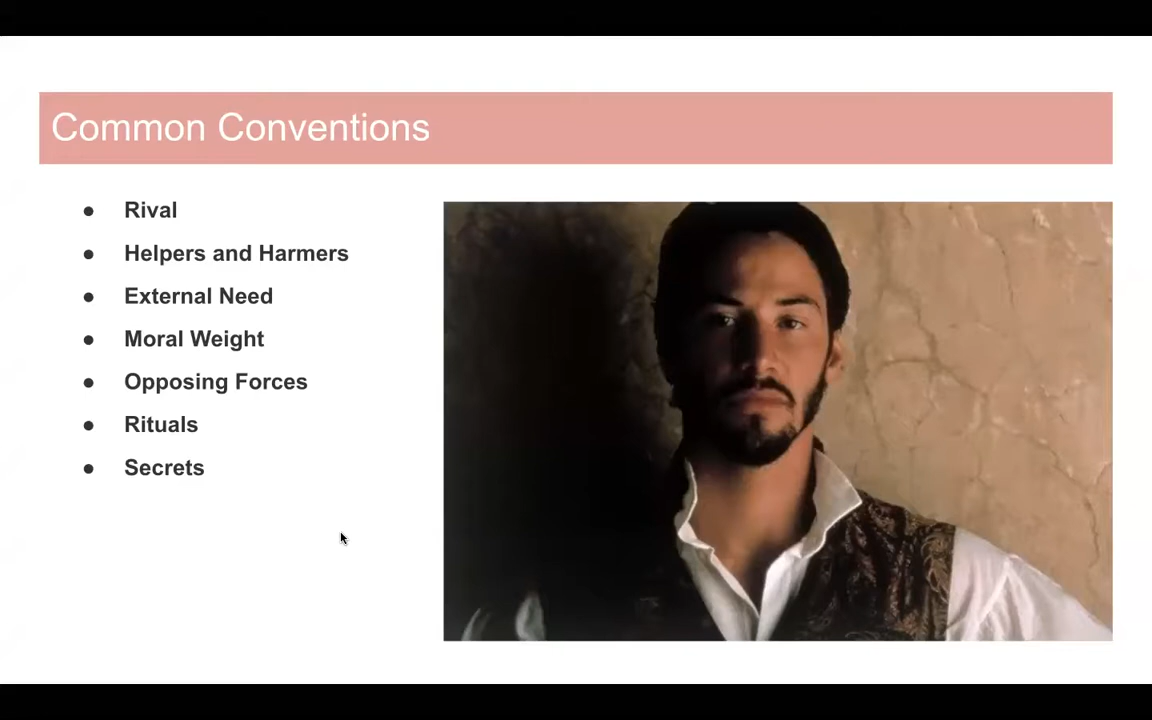 Common Conventions
● Rival
● Helpers and Harmers
● External Need
● Moral Weight
● Opposing Forces
● Rituals
● Secrets